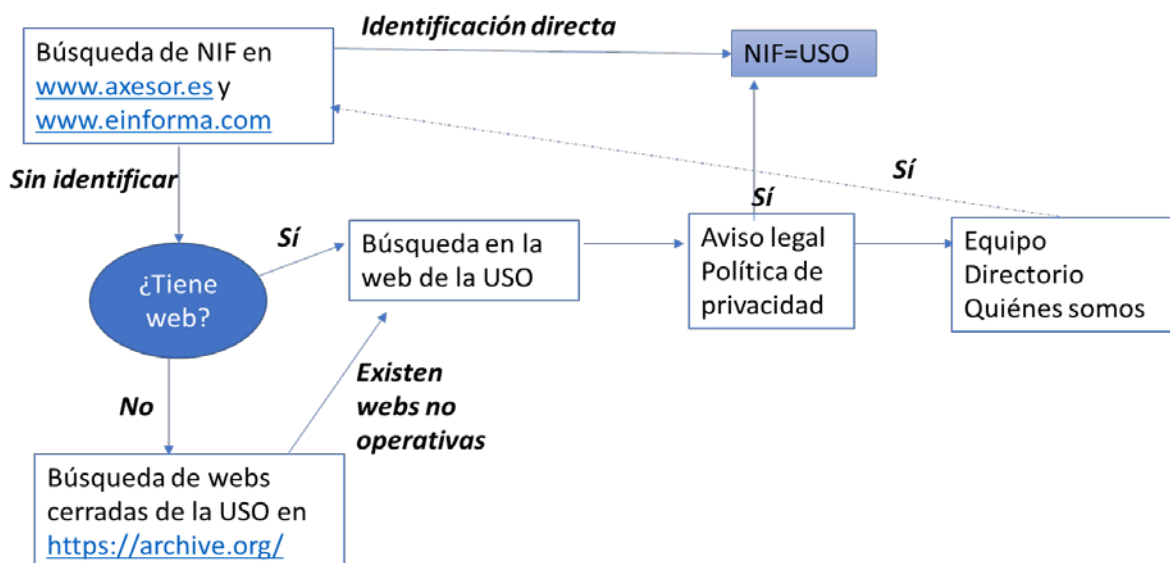 Identificación directa
Búsqueda de NIF en
www.axesor.es y
www.einforma.com
NIF=USO
Sin identificar
Sí
Sí
Sí
¿Tiene
web?
Búsqueda en la
web de la USO
Aviso legal
Política de
privacidad
Equipo
Directorio
Quiénes somos
No
Existen
webs no
operativas
Búsqueda de webs
cerradas de la USO en
https://archive.org/